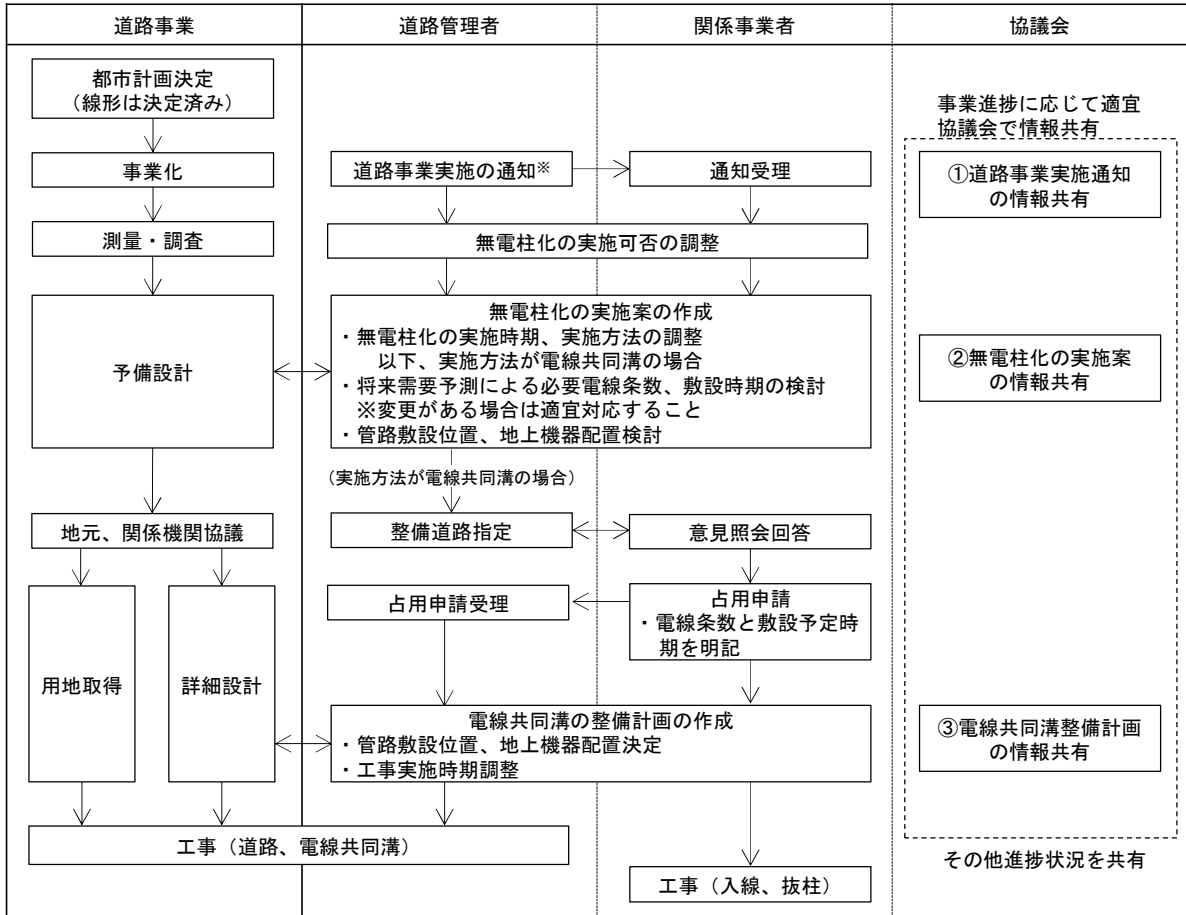 道路事業
道路管理者
関係事業者
協議会
都市計画決定
（線形は決定済み）
事業進捗に応じて適宜
協議会で情報共有
事業化
道路事業実施の通知※
通知受理
①道路事業実施通知
の情報共有
測量・調査
無電柱化の実施可否の調整
予備設計
無電柱化の実施案の作成
・無電柱化の実施時期、実施方法の調整
以下、実施方法が電線共同溝の場合
・将来需要予測による必要電線条数、敷設時期の検討
※変更がある場合は適宜対応すること
・管路敷設位置、地上機器配置検討
②無電柱化の実施案
の情報共有
（実施方法が電線共同溝の場合）
地元、関係機関協議
整備道路指定
意見照会回答
占用申請受理
占用申請
・電線条数と敷設予定時
期を明記
用地取得
詳細設計
電線共同溝の整備計画の作成
・管路敷設位置、地上機器配置決定
・工事実施時期調整
③電線共同溝整備計画
の情報共有
工事（道路、電線共同溝）
その他進捗状況を共有
工事（入線、抜柱）